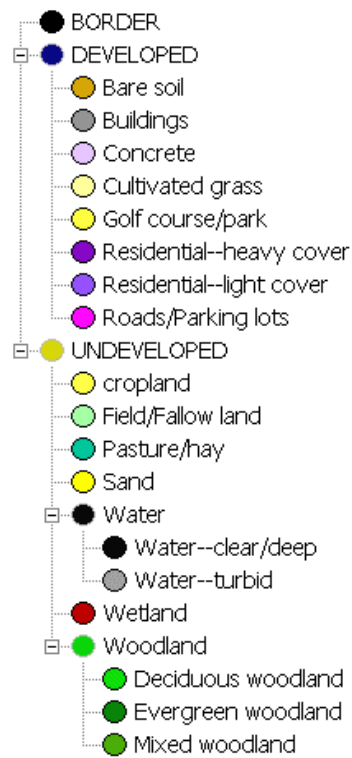 BORDER
DEVELOPED
Bare soil
Buildings
Concrete
Cultivated grass
Golf course/park
Residential--heavy cover
Residential--light cover
Roads/Parking lots
UNDEVELOPED
cropland
Field/Fallow land
Pasture/hay
Sand
Water
Water--clear/deep
Water--turbid
Wetland
Woodland
Deciduous woodland
Evergreen woodland
Mixed woodland